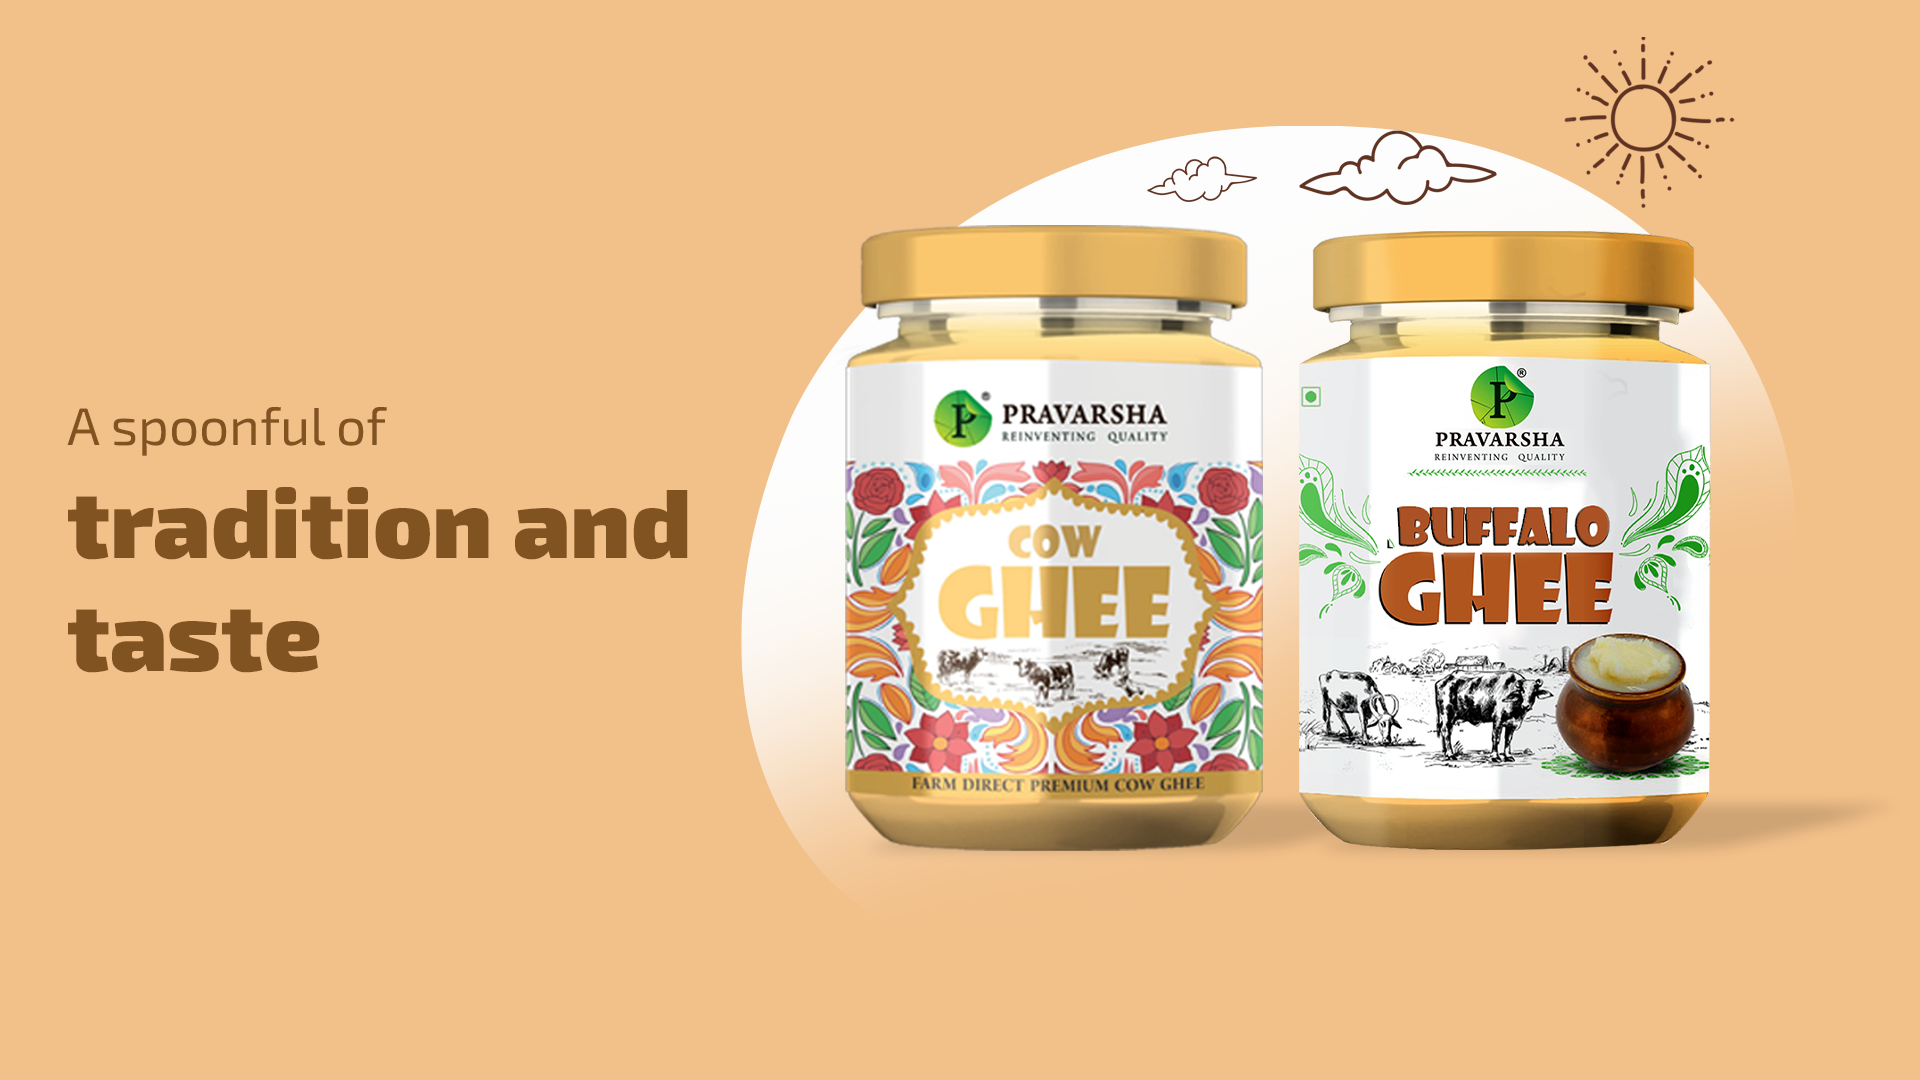 A spoonful of
tradition and
taste
P
®
PRAVARSHA
REINVENTING QUALITY
COW
GHEE
FARM DIRECT PREMIUM COW GHEE
P
®
PRAVARSHA
REINVENTING QUALITY
BUFFALO
GHEE